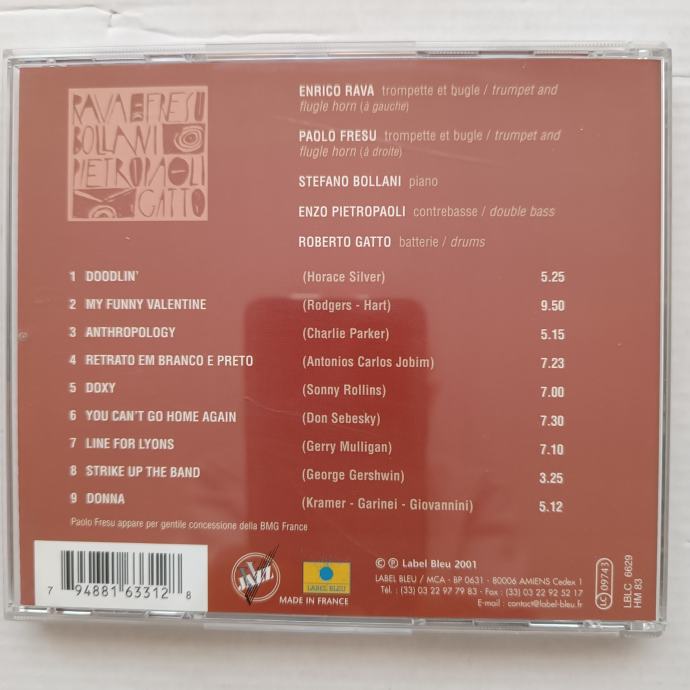 RAVA FRESU
BOLLANI
PIETROPAOLI
GATTO
ENRICO RAVA trompette et bugle / trumpet and
flugle horn (à gauche)
PAOLO FRESU trompette et bugle / trumpet and
flugle horn (à droite)
STEFANO BOLLANI piano
ENZO PIETROPAOLI contrebasse / double bass
ROBERTO GATTO batterie / drums
1 DOODLIN' (Horace Silver) 5.25
2 MY FUNNY VALENTINE (Rodgers - Hart) 9.50
3 ANTHROPOLOGY (Charlie Parker) 5.15
4 RETRATO EM BRANCO E PRETO (Antonios Carlos Jobim) 7.23
5 DOXY (Sonny Rollins) 7.00
6 YOU CAN'T GO HOME AGAIN (Don Sebesky) 7.30
7 LINE FOR LYONS (Gerry Mulligan) 7.10
8 STRIKE UP THE BAND (George Gershwin) 3.25
9 DONNA (Kramer - Garinei - Giovannini) 5.12
Paolo Fresu appare per gentile concessione della BMG France
7 94881 63312 8
JAZZ
LABEL BLEU
MADE IN FRANCE
© ℗ Label Bleu 2001
LABEL BLEU / MCA - BP 0631 - 80006 AMIENS Cedex 1
Tél. : (33) 03 22 97 79 83 - Fax : (33) 03 22 92 52 17
E-mail : contact@label-bleu.fr
LC 09743
LBLC 6629
HM 83